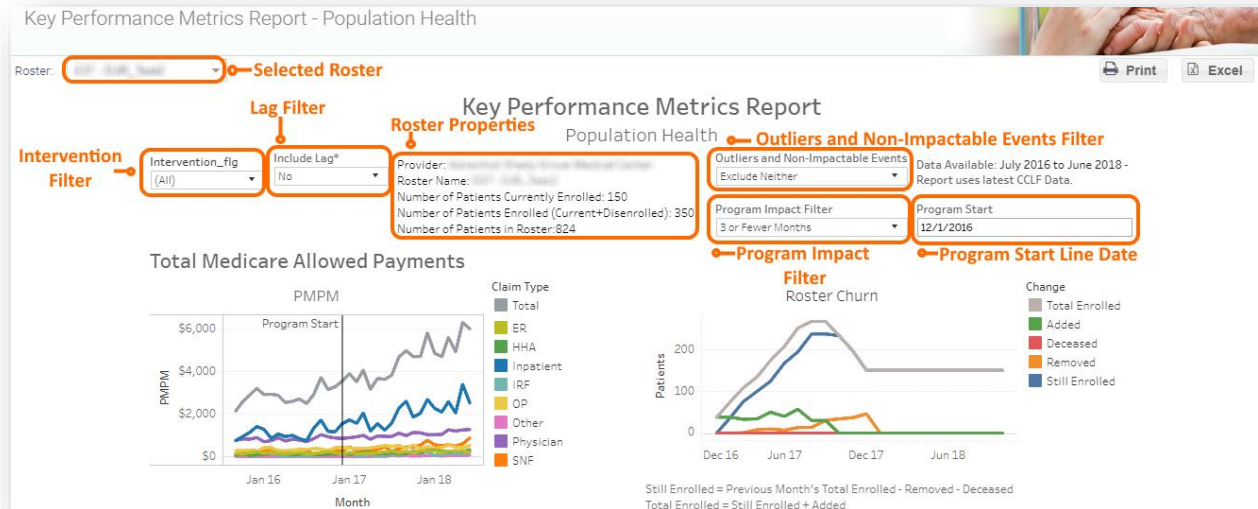 Key Performance Metrics Report - Population Health
Roster:
Selected Roster
Print
Excel
Key Performance Metrics Report
Population Health
Lag Filter
Roster Properties
Outliers and Non-Impactable Events Filter
Intervention
Filter
Intervention_flg
(All)
Include Lag*
No
Provider:
Roster Name:
Number of Patients Currently Enrolled: 150
Number of Patients Enrolled (Current+Disenrolled): 350
Number of Patients in Roster:824
Outliers and Non-Impactable Events
Exclude Neither
Data Available: July 2016 to June 2018 -
Report uses latest CCLF Data.
Program Impact Filter
3 or Fewer Months
Program Start
12/1/2016
Program Impact
Filter
Program Start Line Date
Total Medicare Allowed Payments
PMPM
Program Start
$6,000
$4,000
$2,000
$0
PMPM
Jan 16
Jan 17
Jan 18
Month
Claim Type
Total
ER
HHA
Inpatient
IRF
OP
Other
Physician
SNF
Roster Churn
200
100
0
Patients
Dec 16
Jun 17
Dec 17
Jun 18
Change
Total Enrolled
Added
Deceased
Removed
Still Enrolled
Still Enrolled = Previous Month's Total Enrolled - Removed - Deceased
Total Enrolled = Still Enrolled + Added